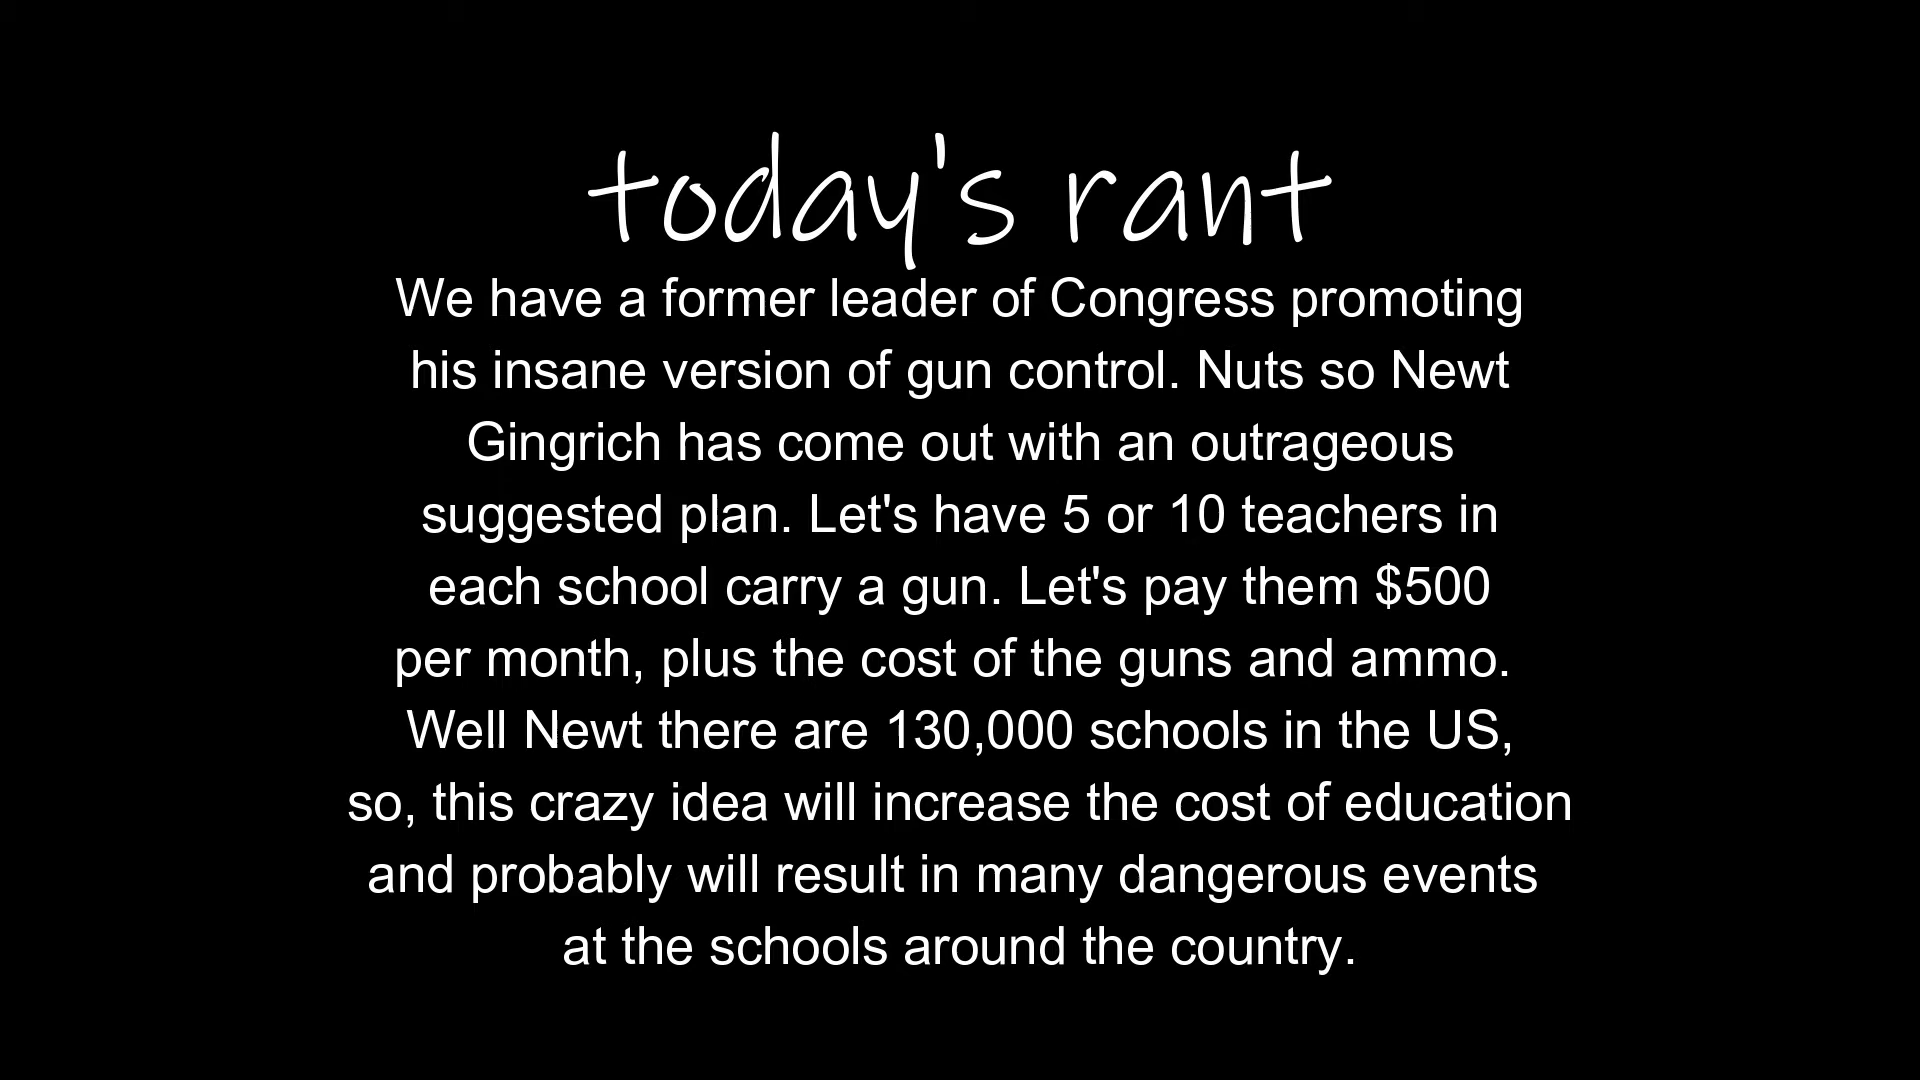 today's rant
We have a former leader of Congress promoting
his insane version of gun control. Nuts so Newt
Gingrich has come out with an outrageous
suggested plan. Let's have 5 or 10 teachers in
each school carry a gun. Let's pay them $500
per month, plus the cost of the guns and ammo.
Well Newt there are 130,000 schools in the US,
so, this crazy idea will increase the cost of education
and probably will result in many dangerous events
at the schools around the country.